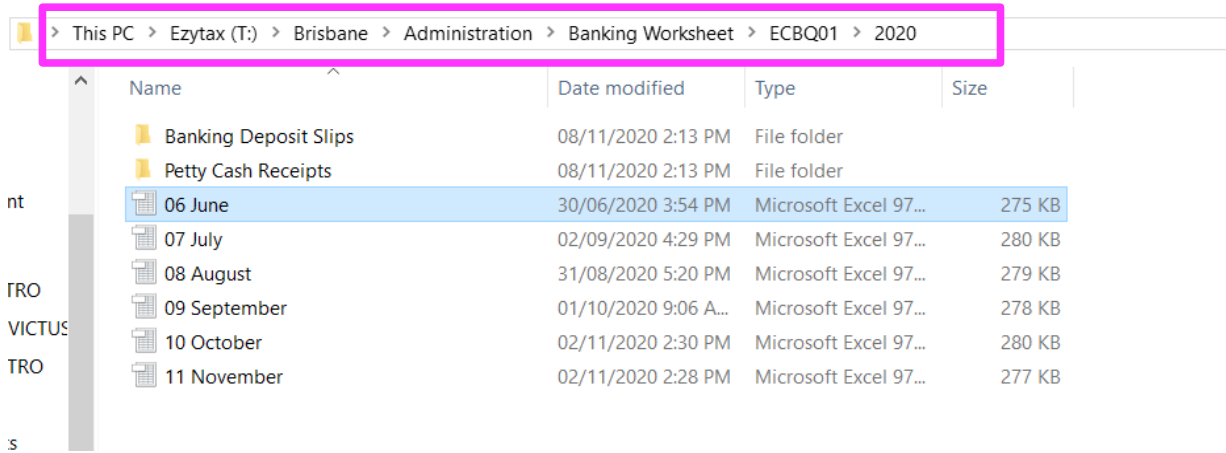 > This PC > Ezytax (T:) > Brisbane > Administration > Banking Worksheet > ECBQ01 > 2020
Name Date modified Type Size
Banking Deposit Slips 08/11/2020 2:13 PM File folder
Petty Cash Receipts 08/11/2020 2:13 PM File folder
nt 06 June 30/06/2020 3:54 PM Microsoft Excel 97... 275 KB
07 July 02/09/2020 4:29 PM Microsoft Excel 97... 280 KB
08 August 31/08/2020 5:20 PM Microsoft Excel 97... 279 KB
TRO
09 September 01/10/2020 9:06 A... Microsoft Excel 97... 278 KB
VICTUS
10 October 02/11/2020 2:30 PM Microsoft Excel 97... 280 KB
TRO
11 November 02/11/2020 2:28 PM Microsoft Excel 97... 277 KB
:s